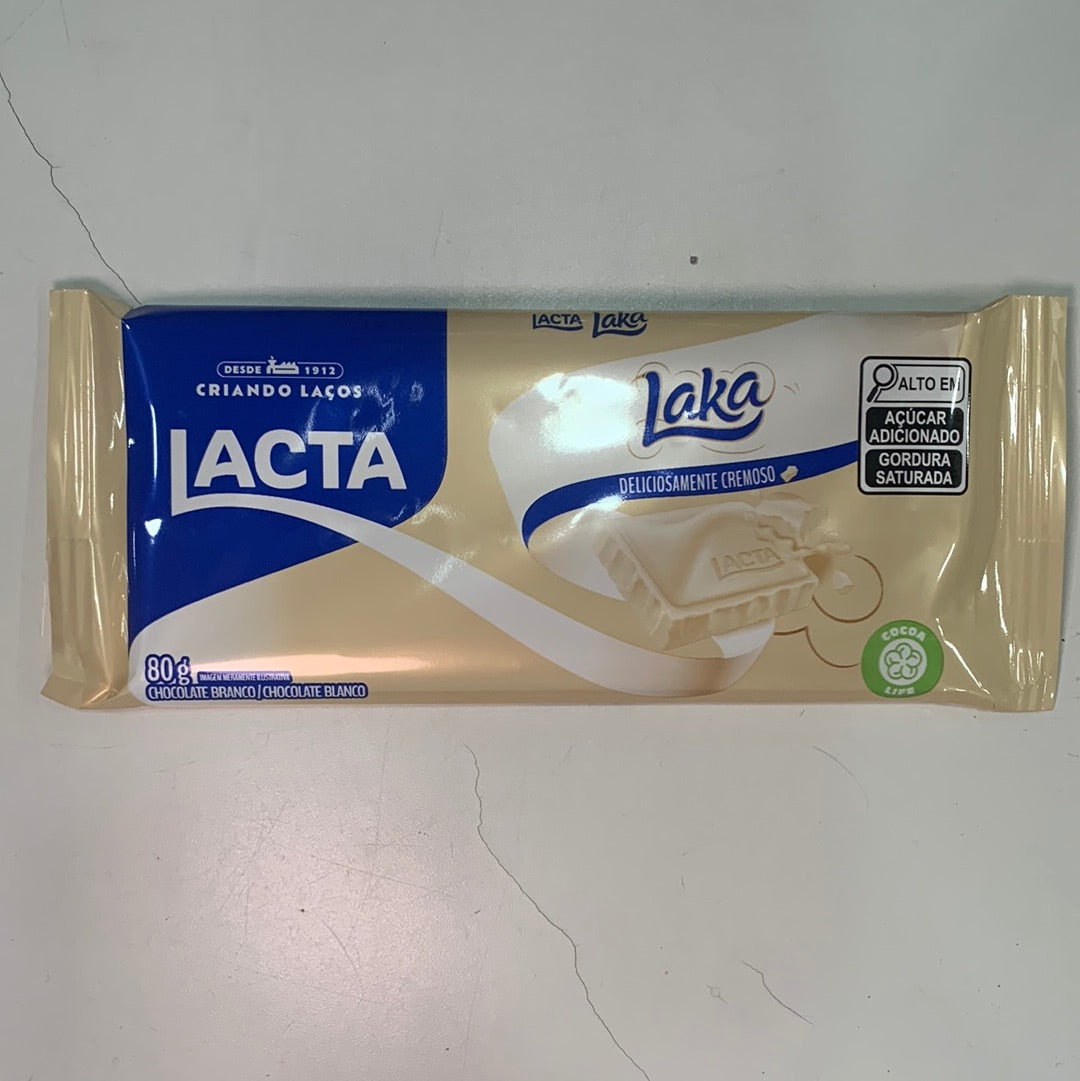 LACTA Laka
DESDE 1912
CRIANDO LAÇOS
LACTA
Laka
DELICIOSAMENTE CREMOSO
LACTA
ALTO EM
AÇÚCAR
ADICIONADO
GORDURA
SATURADA
80g IMAGEM MERAMENTE ILUSTRATIVA
CHOCOLATE BRANCO/CHOCOLATE BLANCO
COCOA
LIFE